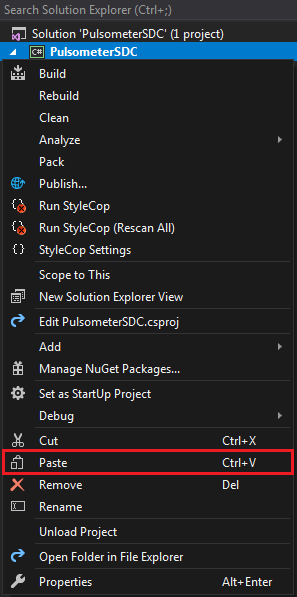 Search Solution Explorer (Ctrl+;)
Solution 'PulsometerSDC' (1 project)
C# PulsometerSDC
Build
Rebuild
Clean
Analyze
Pack
Publish...
Run StyleCop
Run StyleCop (Rescan All)
StyleCop Settings
Scope to This
New Solution Explorer View
Edit PulsometerSDC.csproj
Add
Manage NuGet Packages...
Set as StartUp Project
Debug
Cut Ctrl+X
Paste Ctrl+V
Remove Del
Rename
Unload Project
Open Folder in File Explorer
Properties Alt+Enter